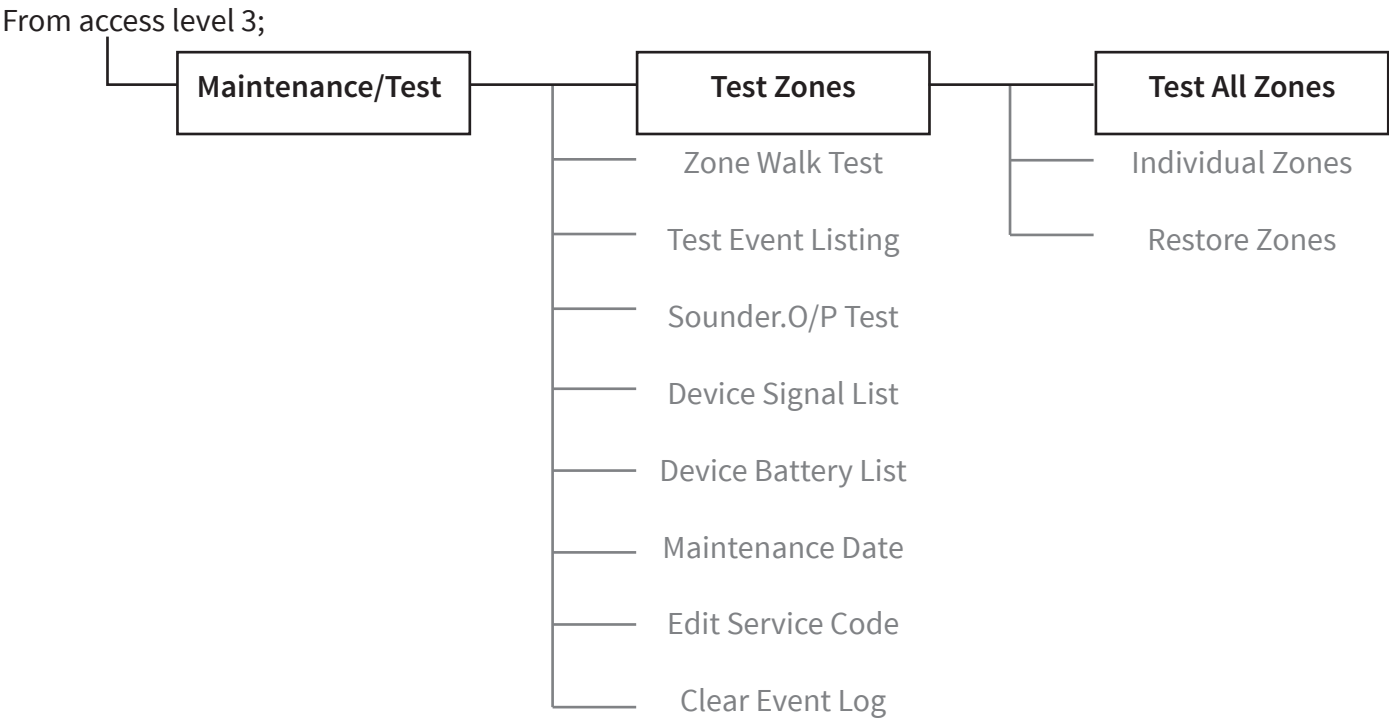 From access level 3;
Maintenance/Test
Test Zones
Test All Zones
Zone Walk Test
Individual Zones
Test Event Listing
Restore Zones
Sounder.O/P Test
Device Signal List
Device Battery List
Maintenance Date
Edit Service Code
Clear Event Log